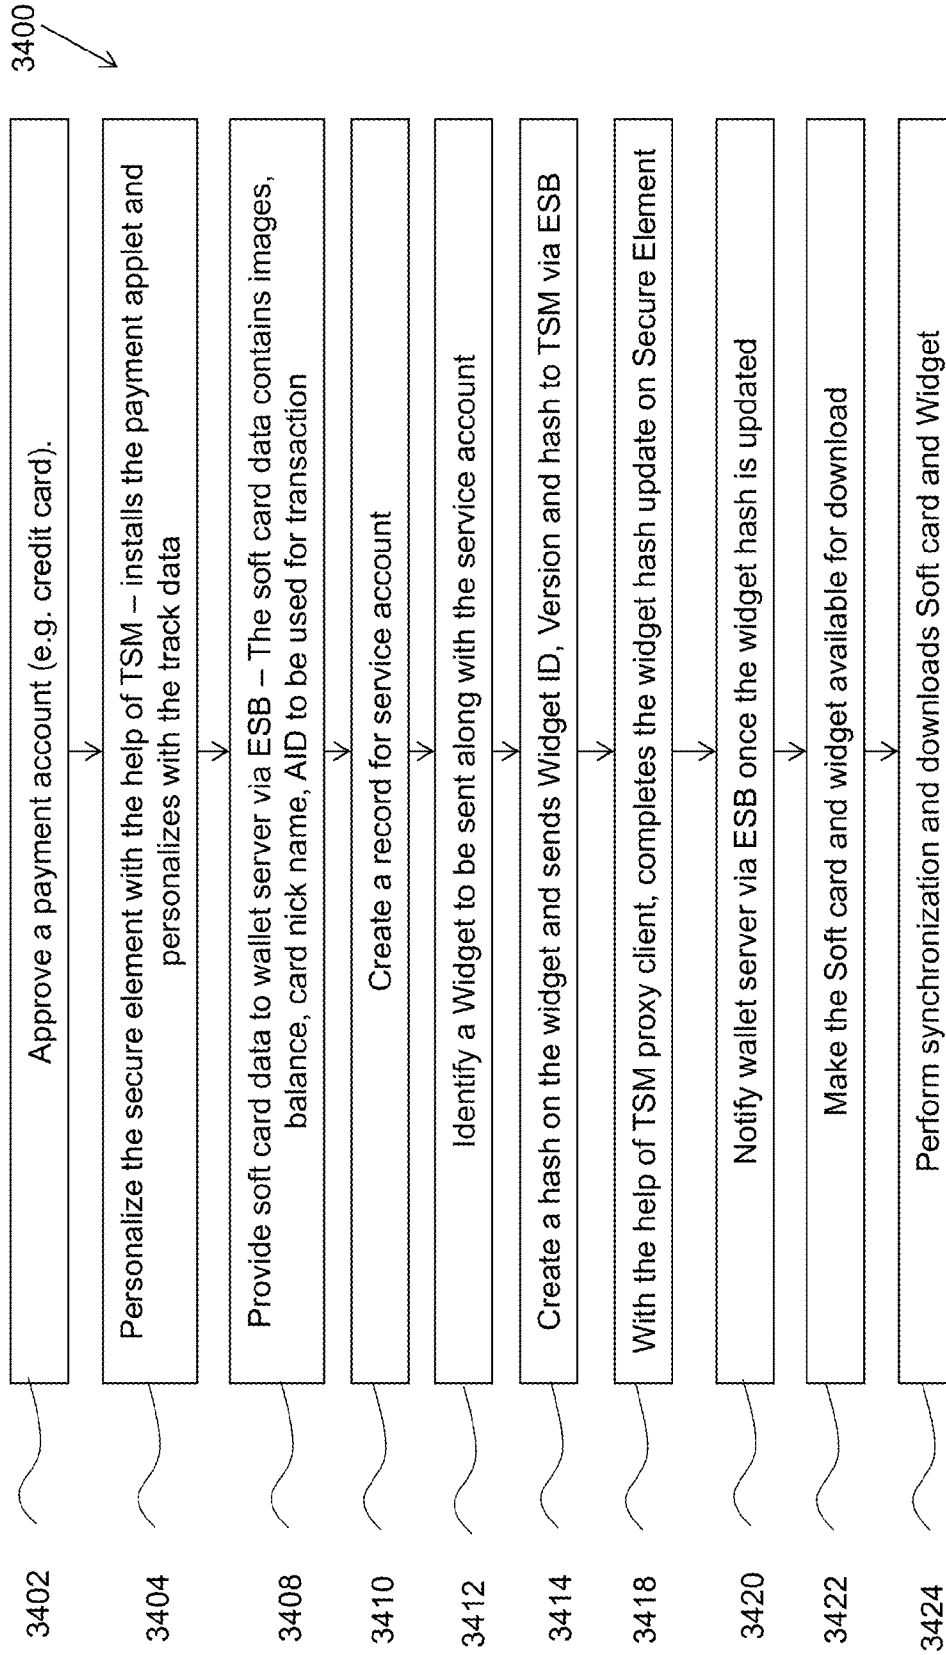 3400
3402
Approve a payment account (e.g. credit card).
3404
Personalize the secure element with the help of TSM – installs the payment applet and
personalizes with the track data
3408
Provide soft card data to wallet server via ESB – The soft card data contains images,
balance, card nick name, AID to be used for transaction
3410
Create a record for service account
3412
Identify a Widget to be sent along with the service account
3414
Create a hash on the widget and sends Widget ID, Version and hash to TSM via ESB
3418
With the help of TSM proxy client, completes the widget hash update on Secure Element
3420
Notify wallet server via ESB once the widget hash is updated
3422
Make the Soft card and widget available for download
3424
Perform synchronization and downloads Soft card and Widget